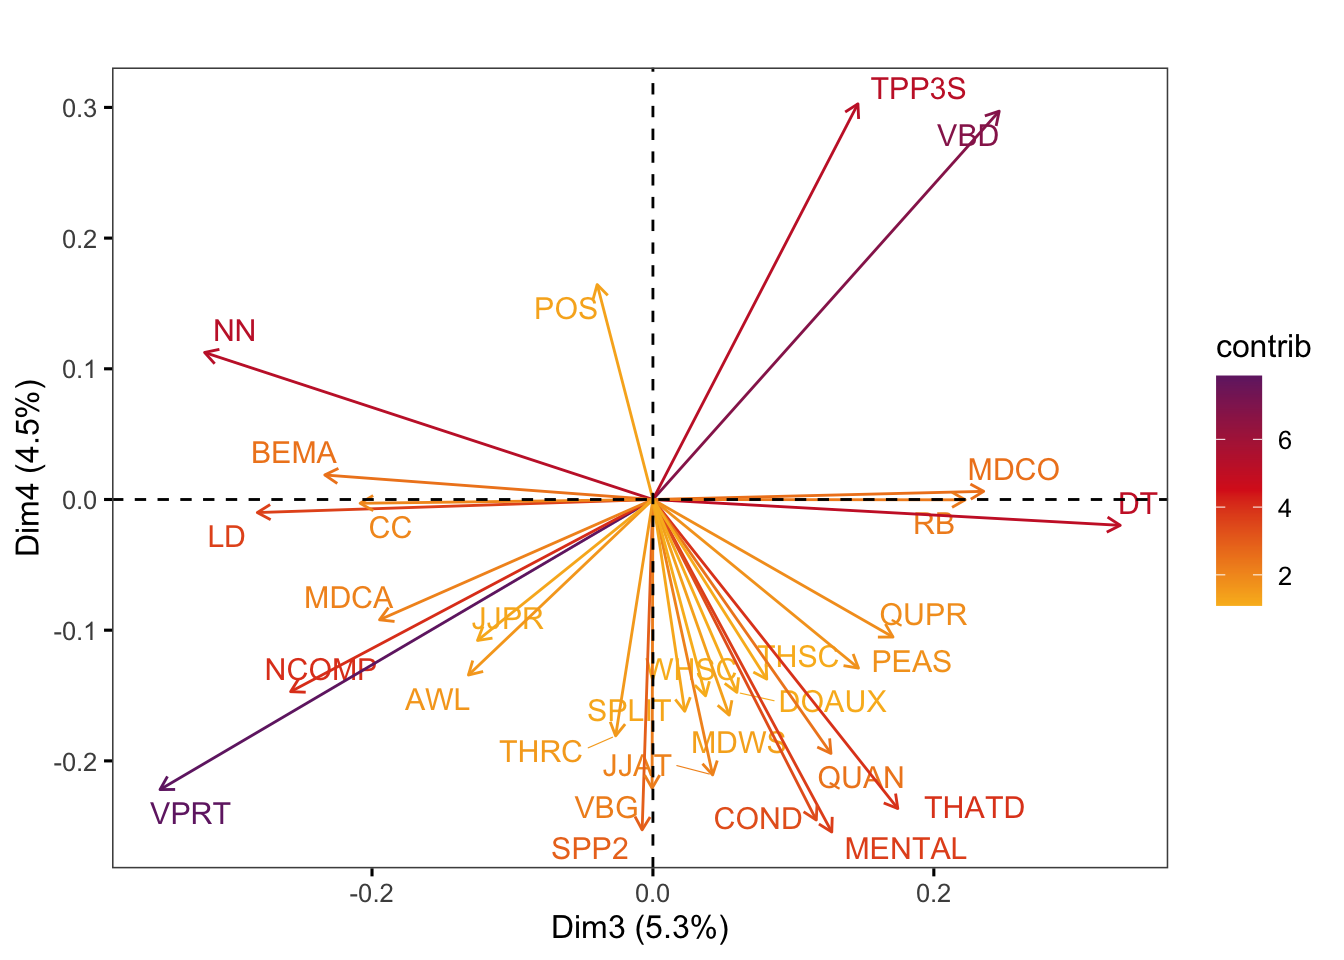 TPP3S
0.3
VBD
0.2
POS
NN
contrib
0.1
6
BEMA
MDCO
0.0
DT
LD
CC
RB
4
MDCA
2
JJPR
QUPR
-0.1
WHSC
THSC
PEAS
NCOMP
AWL
SPLIT
DOAUX
THRC
MDWS
-0.2
JJAT
QUAN
VPRT
VBG
COND
THATD
SPP2
MENTAL
-0.2
0.0
0.2
Dim3 (5.3%)
Dim4 (4.5%)